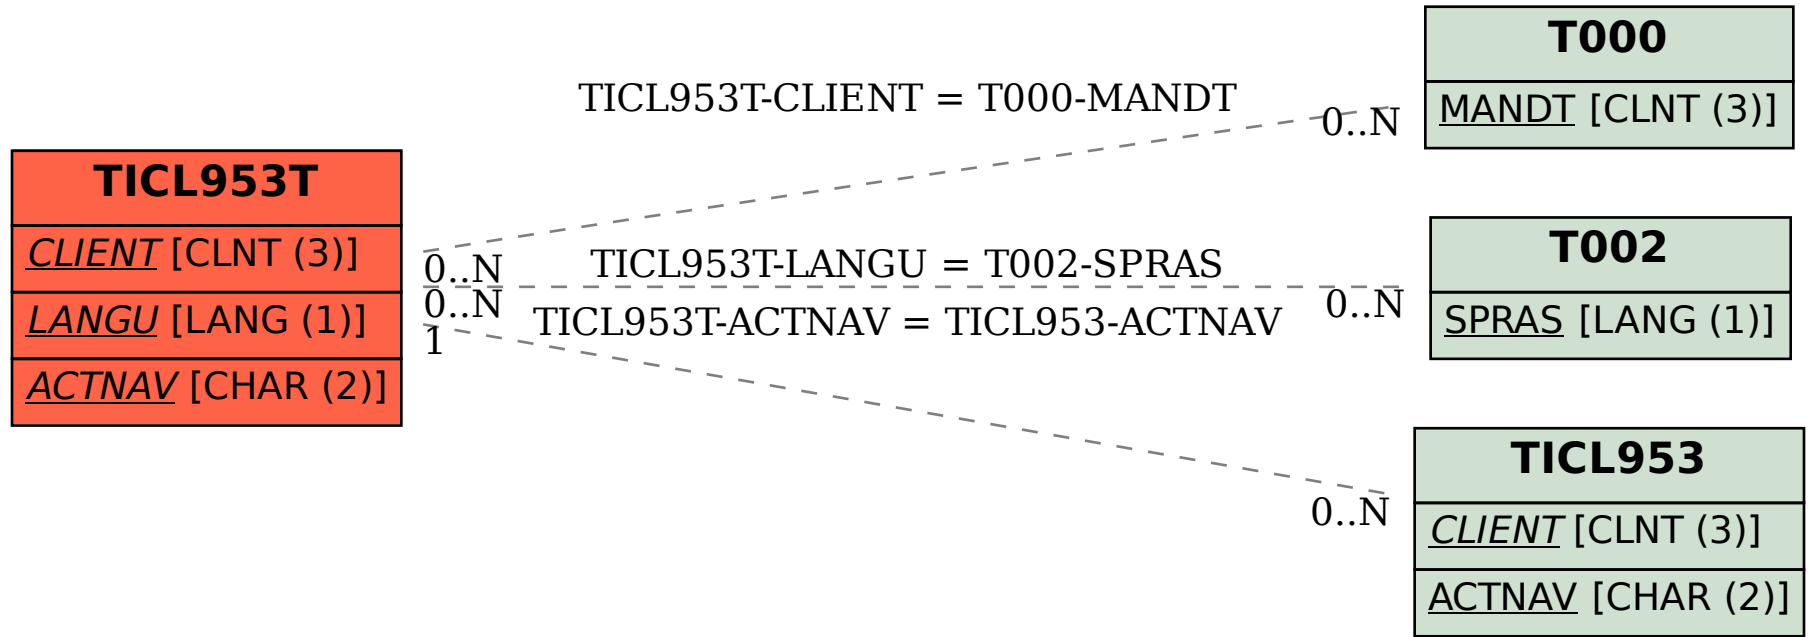 T000
MANDT [CLNT (3)]
TICL953T-CLIENT = T000-MANDT
0..N
TICL953T
CLIENT [CLNT (3)]
LANGU [LANG (1)]
ACTNAV [CHAR (2)]
0..N
TICL953T-LANGU = T002-SPRAS
0..N
0..N
TICL953T-ACTNAV = TICL953-ACTNAV
1
0..N
T002
SPRAS [LANG (1)]
TICL953
CLIENT [CLNT (3)]
ACTNAV [CHAR (2)]